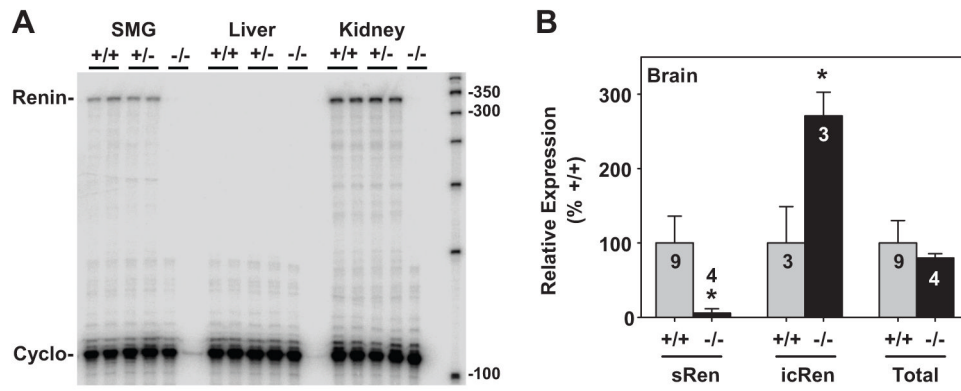 A
SMG Liver Kidney
+/+ +/- -/- +/+ +/- -/- +/+ +/- -/-
Renin-
-350
-300
Cyclo-
-100
B
Brain
Relative Expression
(% +/+)
300
200
100
0
9
4
*
3
*
3
9
4
+/+ -/- +/+ -/- +/+ -/-
sRen icRen Total